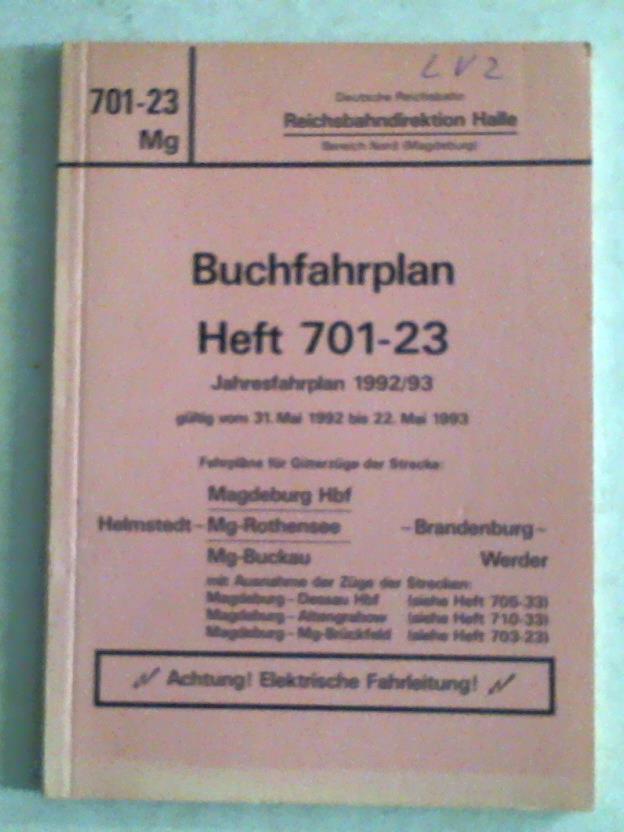 LV2
701-23
Mg
Deutsche Reichsbahn
Reichsbahndirektion Halle
Bereich Nord (Magdeburg)
Buchfahrplan
Heft 701-23
Jahresfahrplan 1992/93
gültig vom 31. Mai 1992 bis 22. Mai 1993
Fahrpläne für Güterzüge der Strecke:
Magdeburg Hbf
Helmstedt - Mg-Rothensee - Brandenburg -
Mg-Buckau Werder
mit Ausnahme der Züge der Strecken:
Magdeburg - Dessau Hbf (siehe Heft 705-33)
Magdeburg - Altengrabow (siehe Heft 710-33)
Magdeburg - Mg-Brückfeld (siehe Heft 703-23)
Achtung! Elektrische Fahrleitung!